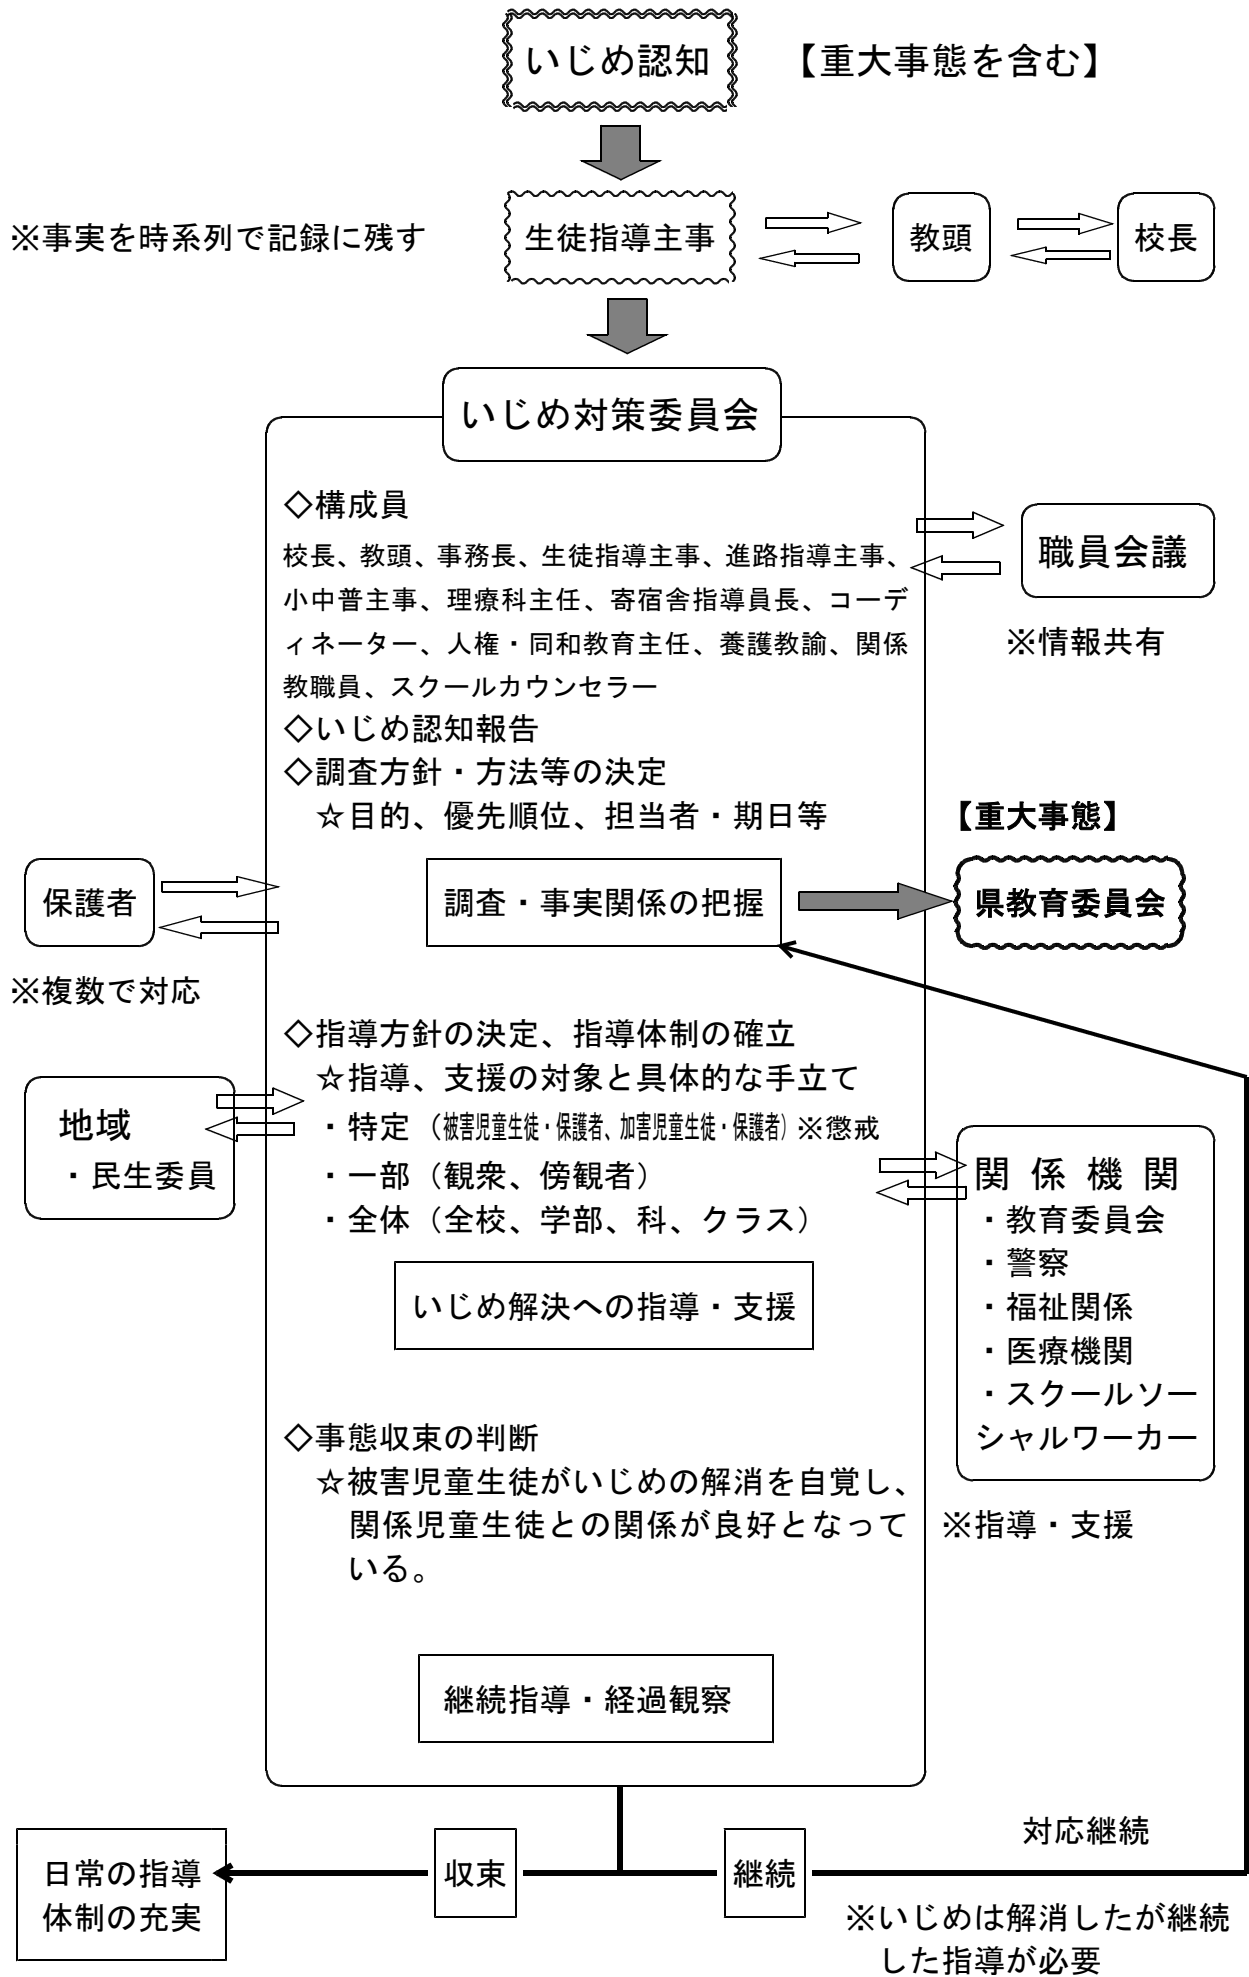 いじめ認知
【重大事態を含む】
※事実を時系列で記録に残す
生徒指導主事
教頭
校長
いじめ対策委員会
◇構成員
校長、教頭、事務長、生徒指導主事、進路指導主事、
小中普主事、理療科主任、寄宿舎指導員長、コーデ
ィネーター、人権・同和教育主任、養護教諭、関係
教職員、スクールカウンセラー
◇いじめ認知報告
◇調査方針・方法等の決定
☆目的、優先順位、担当者・期日等
職員会議
※情報共有
【重大事態】
保護者
調査・事実関係の把握
県教育委員会
※複数で対応
◇指導方針の決定、指導体制の確立
☆指導、支援の対象と具体的な手立て
・特定（被害児童生徒・保護者、加害児童生徒・保護者）※懲戒
・一部（観衆、傍観者）
・全体（全校、学部、科、クラス）
地域
・民生委員
いじめ解決への指導・支援
関係機関
・教育委員会
・警察
・福祉関係
・医療機関
・スクールソー
シャルワーカー
※指導・支援
◇事態収束の判断
☆被害児童生徒がいじめの解消を自覚し、
関係児童生徒との関係が良好となって
いる。
継続指導・経過観察
対応継続
日常の指導
体制の充実
収束
継続
※いじめは解消したが継続
した指導が必要